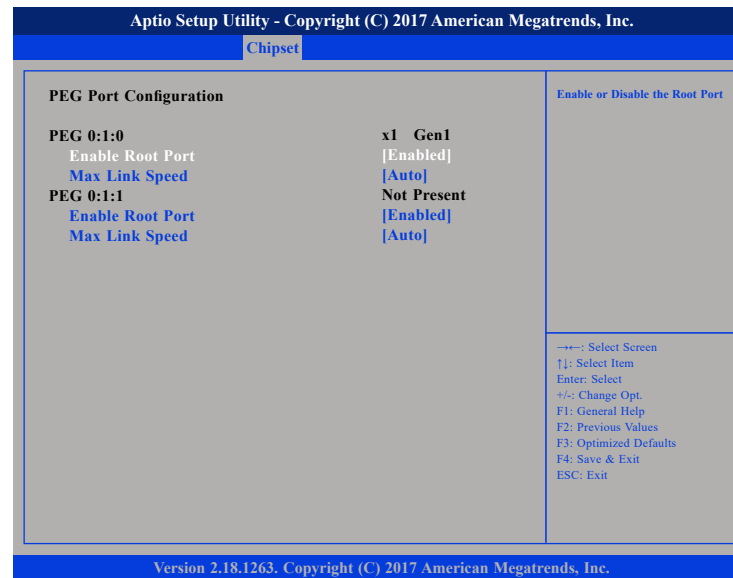 Aptio Setup Utility - Copyright (C) 2017 American Megatrends, Inc.
Chipset
PEG Port Configuration
PEG 0:1:0 x1 Gen1
Enable Root Port [Enabled]
Max Link Speed [Auto]
PEG 0:1:1 Not Present
Enable Root Port [Enabled]
Max Link Speed [Auto]
Enable or Disable the Root Port
→←: Select Screen
↑↓: Select Item
Enter: Select
+/-: Change Opt.
F1: General Help
F2: Previous Values
F3: Optimized Defaults
F4: Save & Exit
ESC: Exit
Version 2.18.1263. Copyright (C) 2017 American Megatrends, Inc.